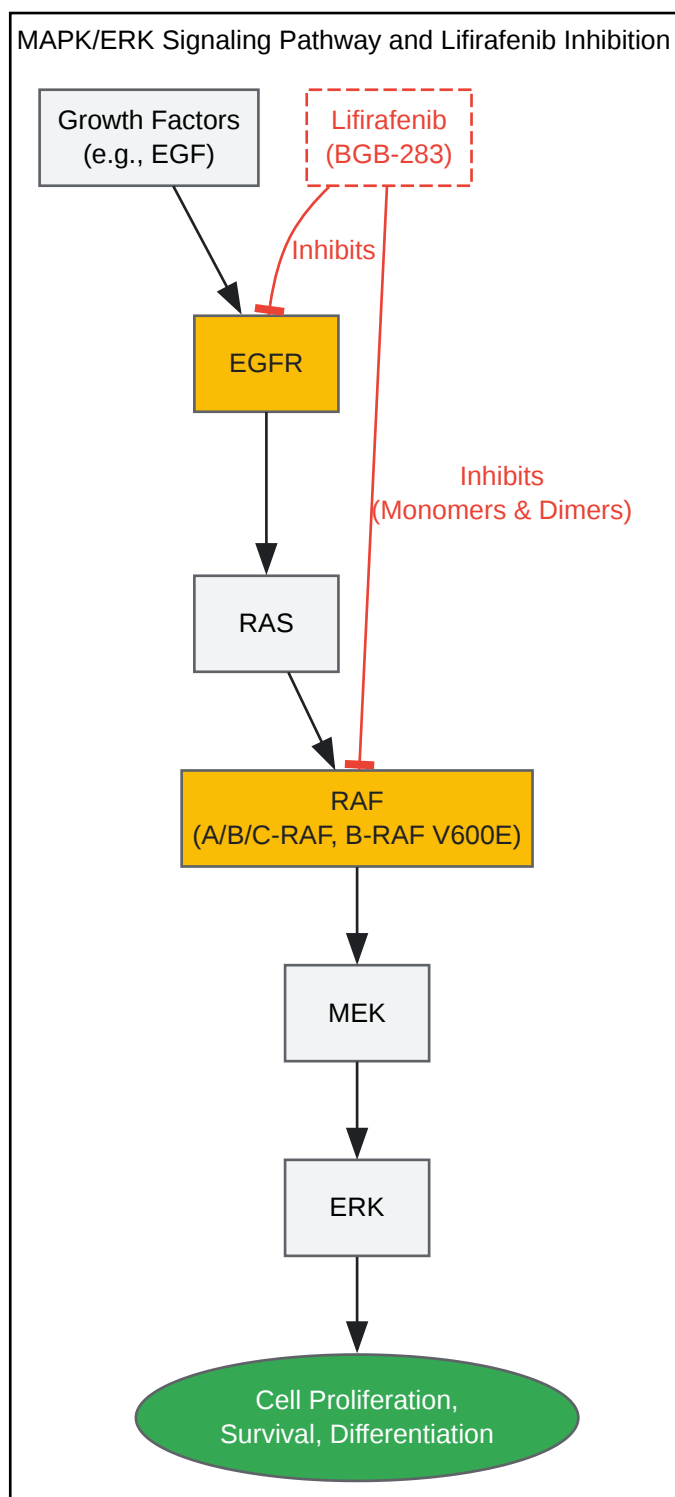 MAPK/ERK Signaling Pathway and Lifirafenib Inhibition
Growth Factors
(e.g., EGF)
Lifirafenib
(BGB-283)
Inhibits
EGFR
Inhibits
(Monomers & Dimers)
RAS
RAF
(A/B/C-RAF, B-RAF V600E)
MEK
ERK
Cell Proliferation,
Survival, Differentiation